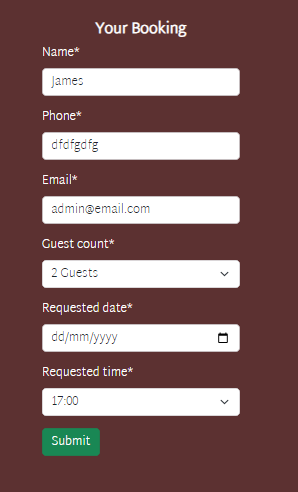 Your Booking
Name*
James
Phone*
dfdfgdfg
Email*
admin@email.com
Guest count*
2 Guests
Requested date*
dd/mm/yyyy
Requested time*
17:00
Submit